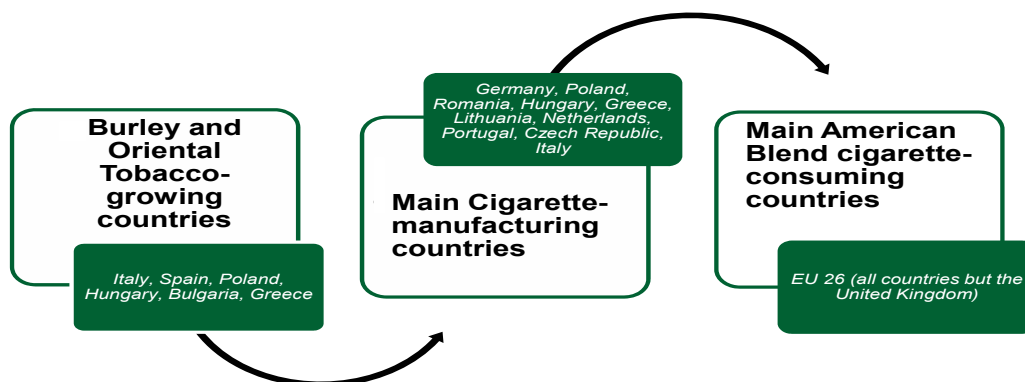 Burley and
Oriental
Tobacco-
growing
countries
Italy, Spain, Poland,
Hungary, Bulgaria, Greece
Germany, Poland,
Romania, Hungary, Greece,
Lithuania, Netherlands,
Portugal, Czech Republic,
Italy
Main Cigarette-
manufacturing
countries
Main American
Blend cigarette-
consuming
countries
EU 26 (all countries but the
United Kingdom)